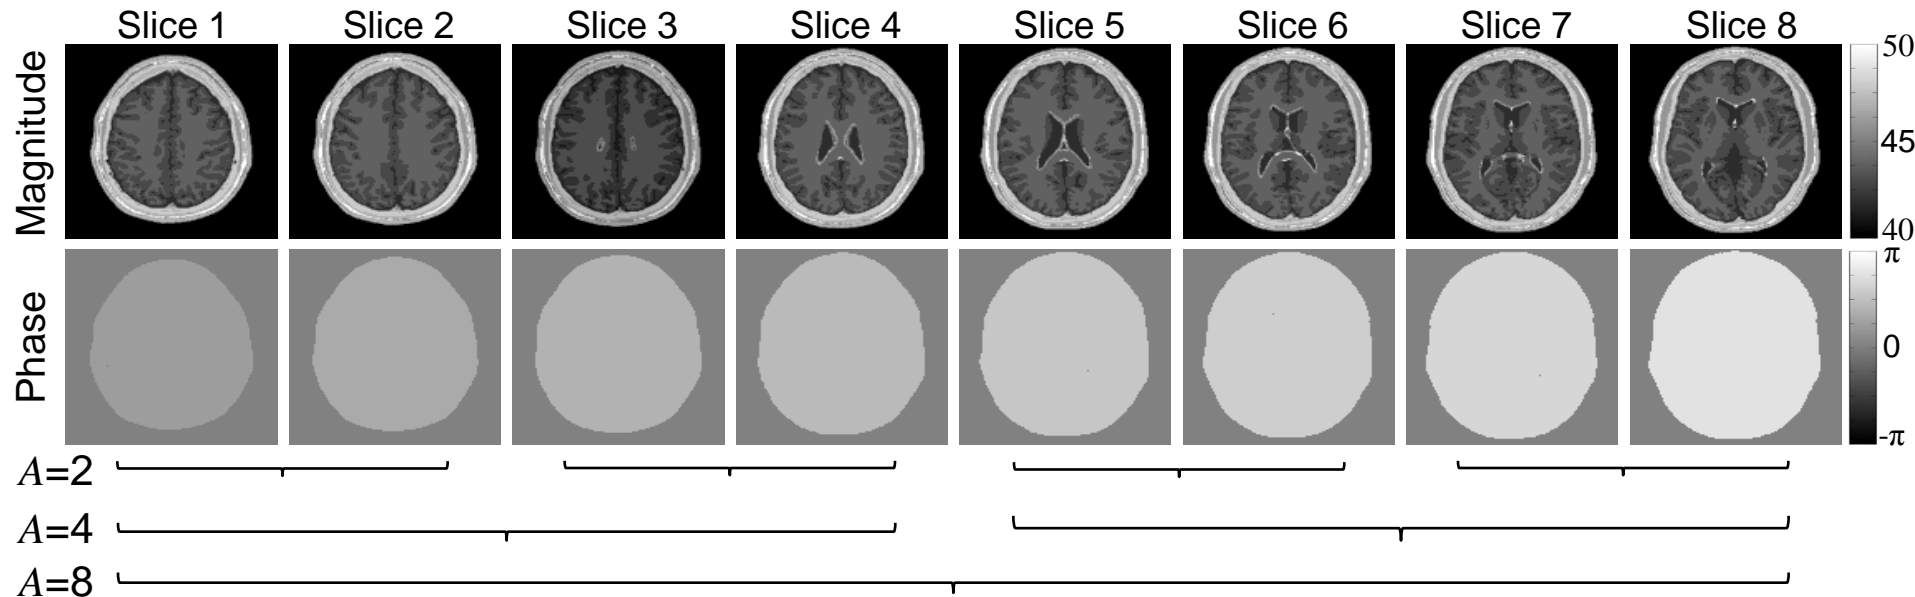 Slice 1 Slice 2 Slice 3 Slice 4 Slice 5 Slice 6 Slice 7 Slice 8
Magnitude
50
45
40
Phase
π
0
-π
A=2
A=4
A=8